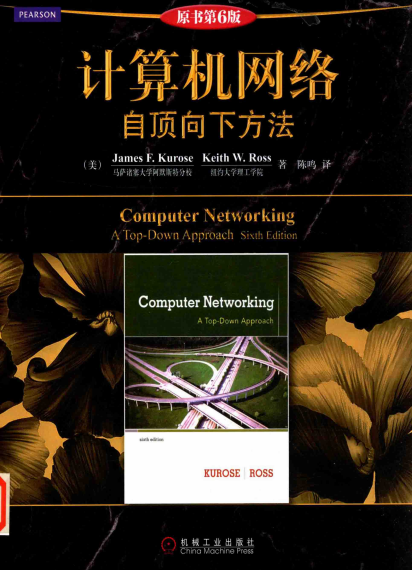 PEARSON
原书第6版
计算机网络
自顶向下方法
(美) James F. Kurose Keith W. Ross 著 陈鸣 译
马萨诸塞大学阿默斯特分校 纽约大学理工学院
Computer Networking
A Top-Down Approach Sixth Edition
Computer Networking
A Top-Down Approach
sixth edition
KUROSE | ROSS
机械工业出版社
China Machine Press